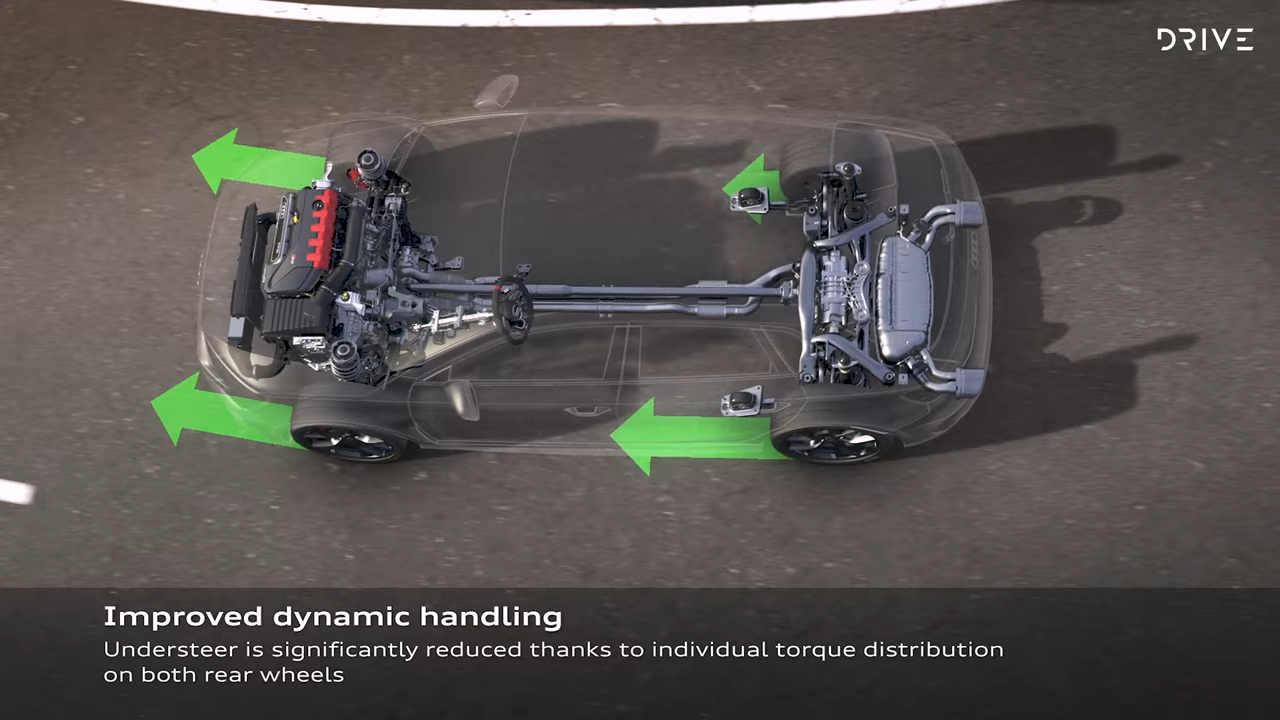 DRIVE
Improved dynamic handling
Understeer is significantly reduced thanks to individual torque distribution
on both rear wheels